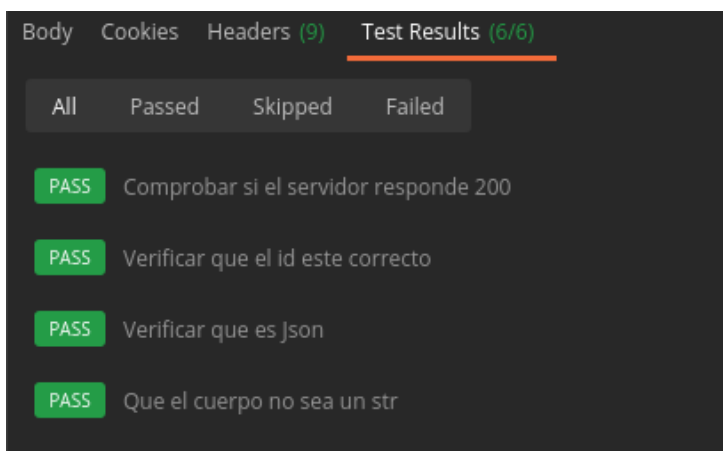 Body Cookies Headers (9) Test Results (6/6)
All Passed Skipped Failed
PASS Comprobar si el servidor responde 200
PASS Verificar que el id este correcto
PASS Verificar que es Json
PASS Que el cuerpo no sea un str